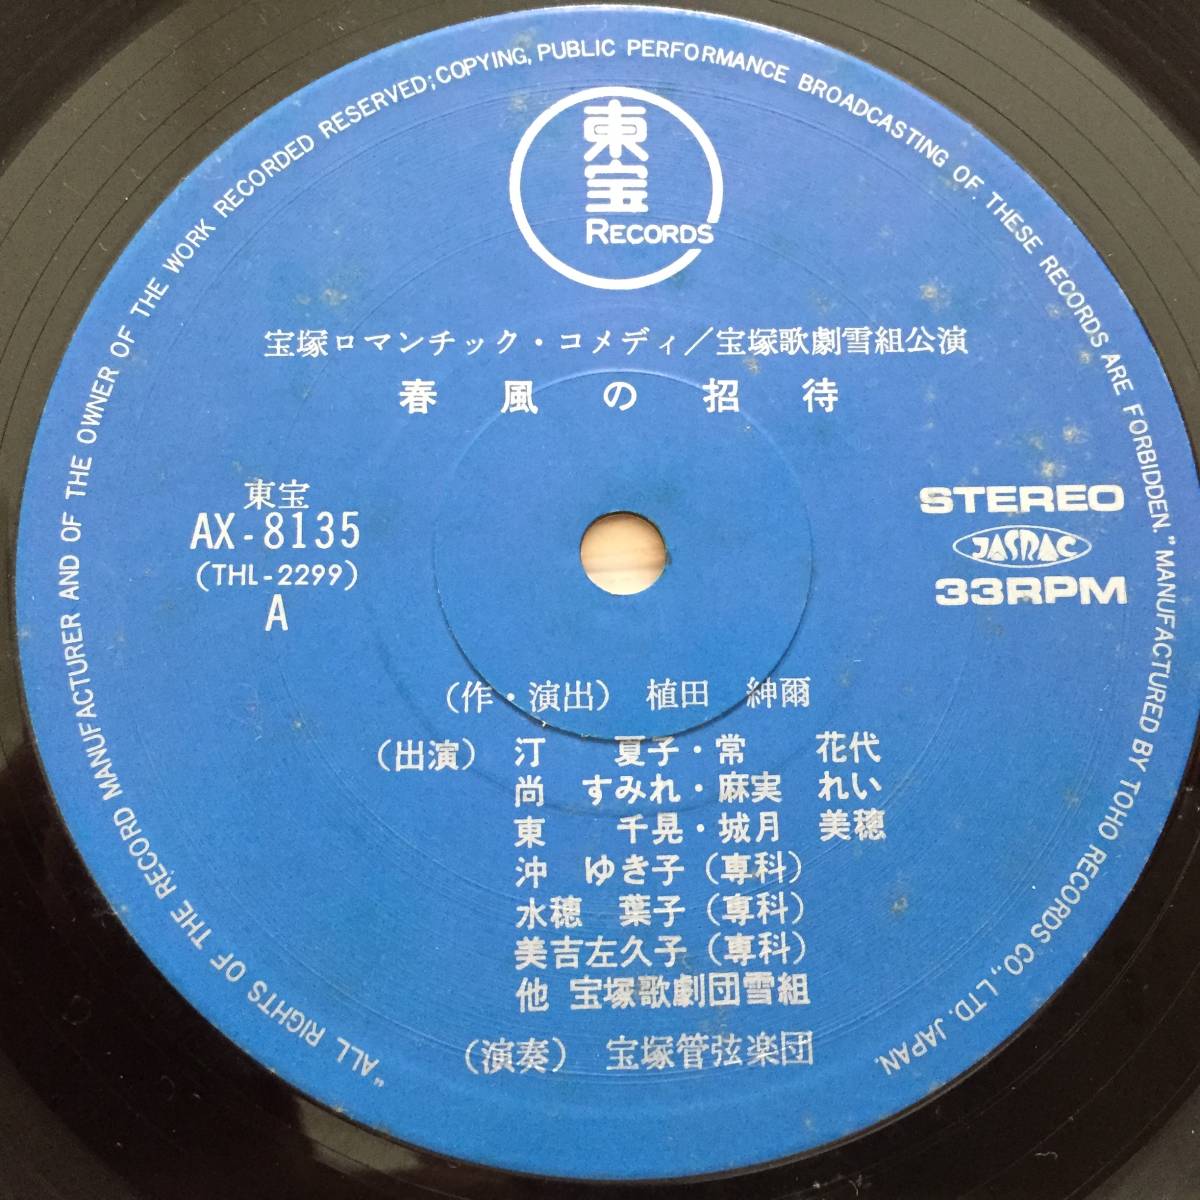 東宝
RECORDS
宝塚ロマンチック・コメディ/宝塚歌劇雪組公演
春風の招待
東宝
AX-8135
(THL-2299)
A
STEREO
JASRAC
33RPM
(作・演出) 植田 紳爾
(出演) 汀 夏子・常 花代
尚 すみれ・麻実 れい
東 千晃・城月 美穂
沖 ゆき子(専科)
水穂 葉子(専科)
美吉左久子(専科)
他 宝塚歌劇団雪組
(演奏) 宝塚管弦楽団
"ALL RIGHTS OF THE RECORD MANUFACTURER AND OF THE OWNER OF THE WORK RECORDED RESERVED; COPYING, PUBLIC PERFORMANCE BROADCASTING OF THESE RECORDS ARE FORBIDDEN." MANUFACTURED BY TOHO RECORDS CO., LTD. JAPAN.